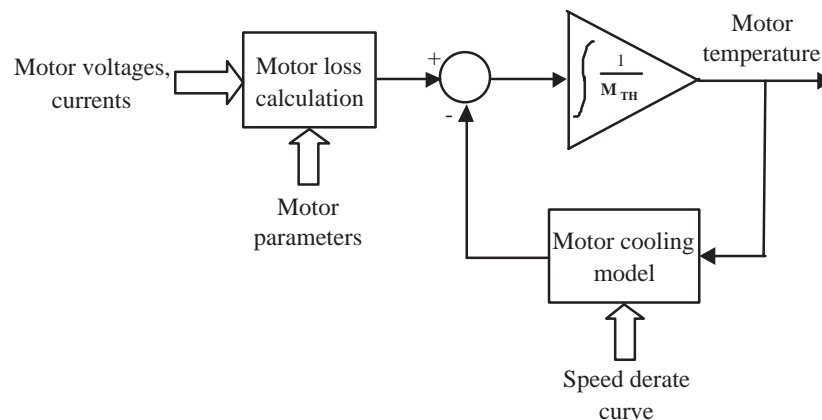 Motor
temperature
Motor voltages,
currents
Motor loss
calculation
+
-
∫ 1
M TH
Motor
parameters
Motor cooling
model
Speed derate
curve